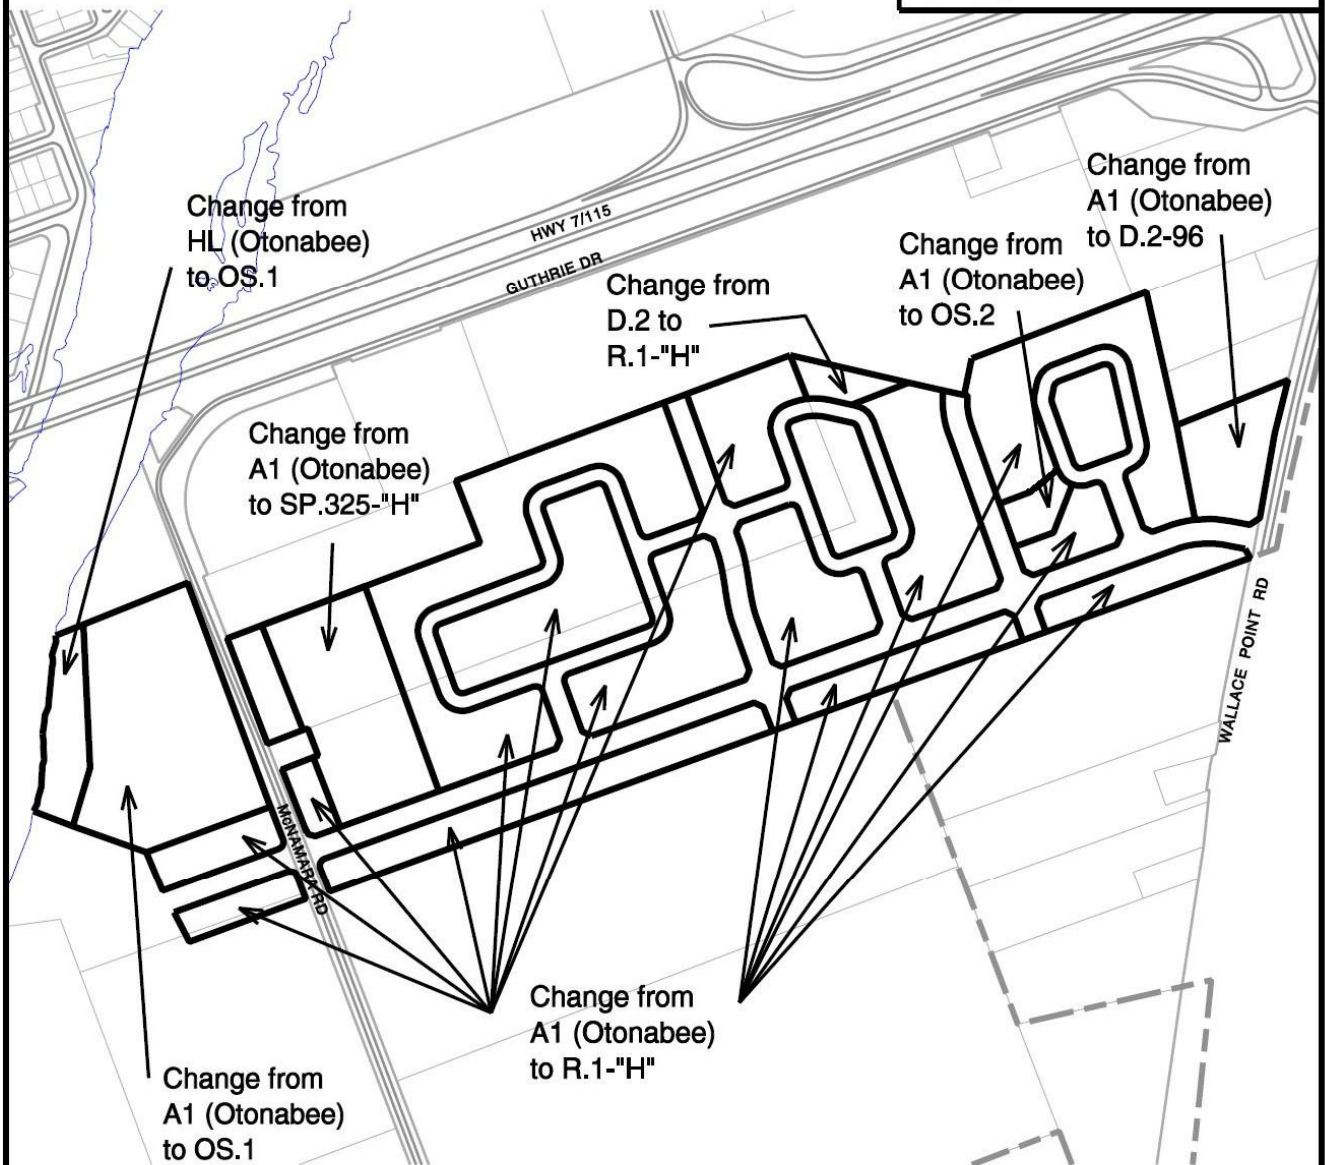 Change from
A1 (Otonabee)
to D.2-96
Change from
HL (Otonabee)
to OS.1
HWY 7/115
GUTHRIE DR
Change from
A1 (Otonabee)
to OS.2
Change from
D.2 to
R.1-"H"
Change from
A1 (Otonabee)
to SP.325-"H"
WALLACE POINT RD
McNAMARA RD
Change from
A1 (Otonabee)
to R.1-"H"
Change from
A1 (Otonabee)
to OS.1